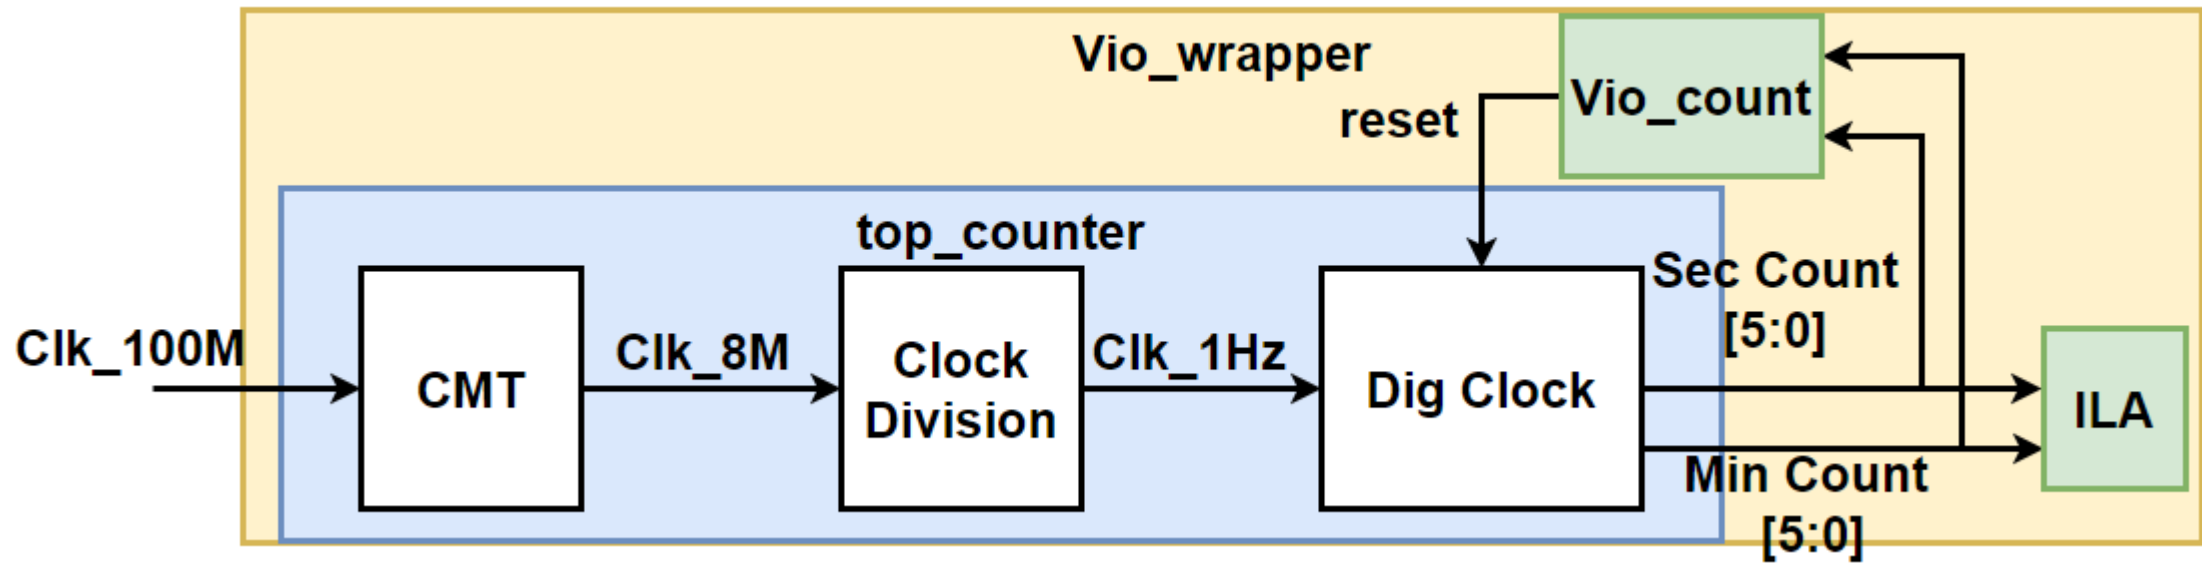 Vio_wrapper
Vio_count
reset
top_counter
Sec Count
[5:0]
Clk_100M
CMT
Clk_8M
Clock
Division
Clk_1Hz
Dig Clock
ILA
Min Count
[5:0]